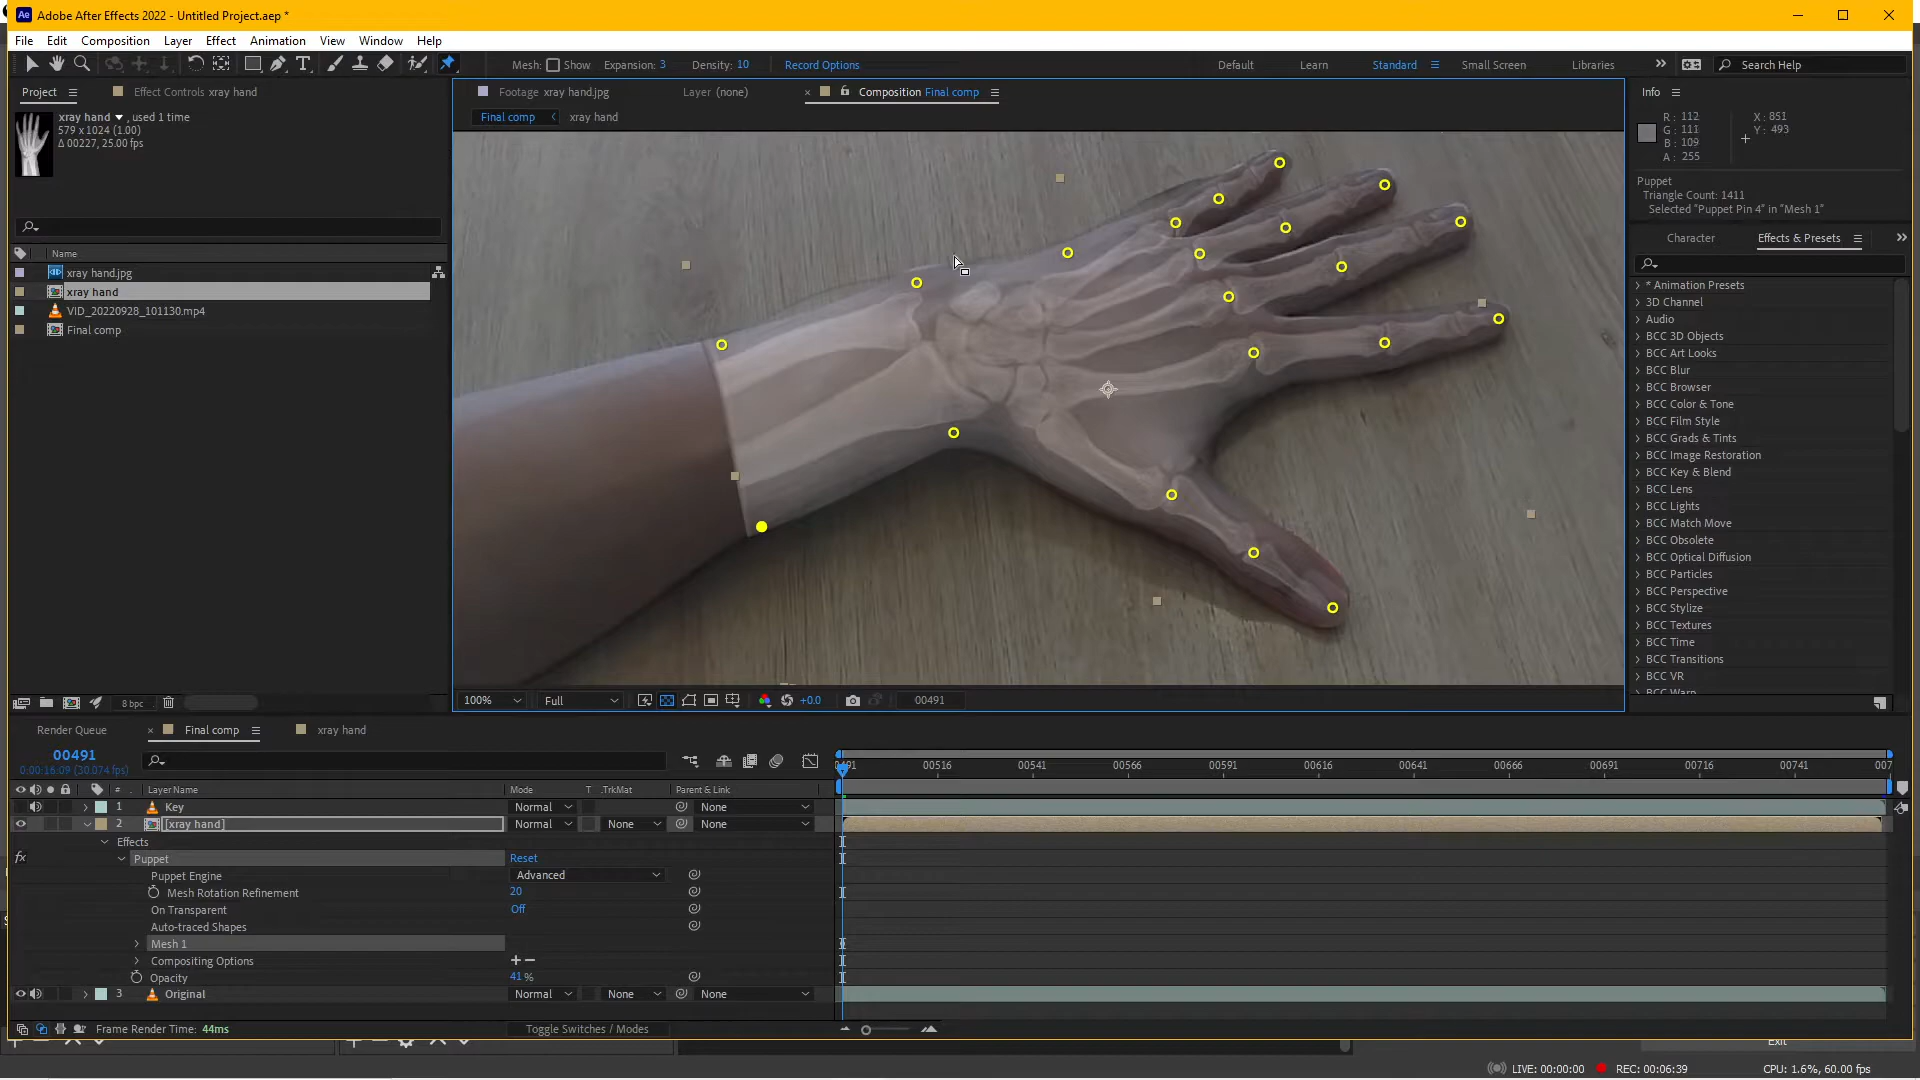 Adobe After Effects 2022 - Untitled Project.aep *
File Edit Composition Layer Effect Animation View Window Help
Mesh: Show Expansion: 3 Density: 10 Record Options Default Learn Standard Small Screen Libraries Search Help
Project Effect Controls xray hand Footage xray hand.jpg Layer (none) Composition Final comp Info
Final comp xray hand
xray hand , used 1 time
579 x 1024 (1.00)
Δ 00227, 25.00 fps
R: 112
G: 111
B: 109
A: 255
X: 851
Y: 493
Puppet
Triangle Count: 1411
Selected "Puppet Pin 4" in "Mesh 1"
Character Effects & Presets
Name
xray hand.jpg
xray hand
VID_20220928_101130.mp4
Final comp
* Animation Presets
3D Channel
Audio
BCC 3D Objects
BCC Art Looks
BCC Blur
BCC Browser
BCC Color & Tone
BCC Film Style
BCC Grads & Tints
BCC Image Restoration
BCC Key & Blend
BCC Lens
BCC Lights
BCC Match Move
BCC Obsolete
BCC Optical Diffusion
BCC Particles
BCC Perspective
BCC Stylize
BCC Textures
BCC Time
BCC Transitions
BCC VR
BCC Warp
8 bpc
100% Full +0.0 00491
Render Queue Final comp xray hand
00491
0:00:16:09 (30.074 fps)
00516 00541 00566 00591 00616 00641 00666 00691 00716 00741
# Layer Name Mode T .TrkMat Parent & Link
1 Key Normal None
2 [xray hand] Normal None None
Effects
fx Puppet Reset
Puppet Engine Advanced
Mesh Rotation Refinement 20
On Transparent Off
Auto-traced Shapes
Mesh 1
Compositing Options + −
Opacity 41 %
3 Original Normal None None
Frame Render Time: 44ms Toggle Switches / Modes
Exit
LIVE: 00:00:00 REC: 00:06:39 CPU: 1.6%, 60.00 fps